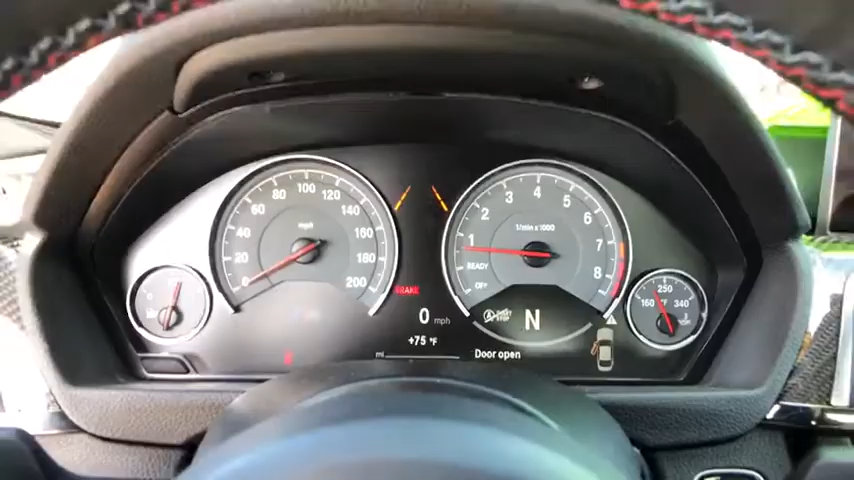 20
40
60
80
100
120
140
160
180
200
mph
OFF
READY
1
2
3
4
5
6
7
8
1/min x 1000
160 °F
250
340
BRAKE
0 mph
+75 °F
mi
N
Door open